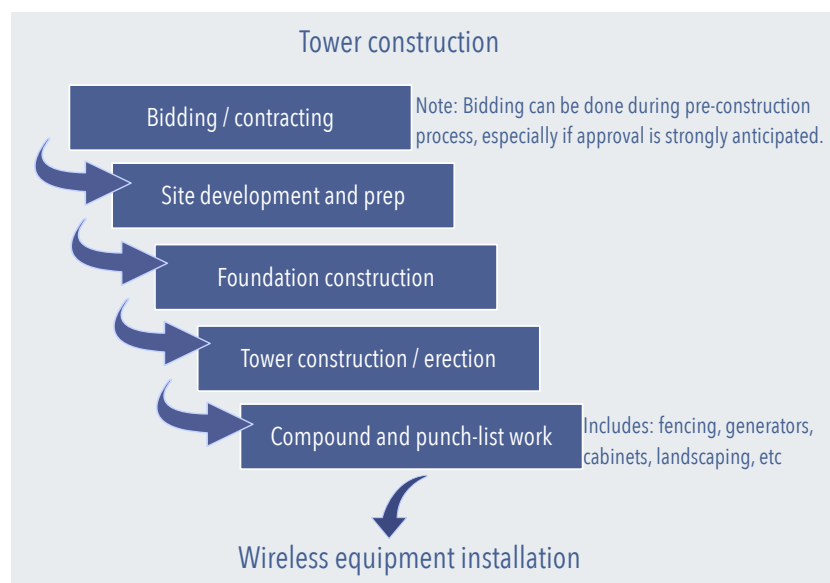 Tower construction
Bidding / contracting
Note: Bidding can be done during pre-construction
process, especially if approval is strongly anticipated.
Site development and prep
Foundation construction
Tower construction / erection
Compound and punch-list work
Includes: fencing, generators,
cabinets, landscaping, etc
Wireless equipment installation